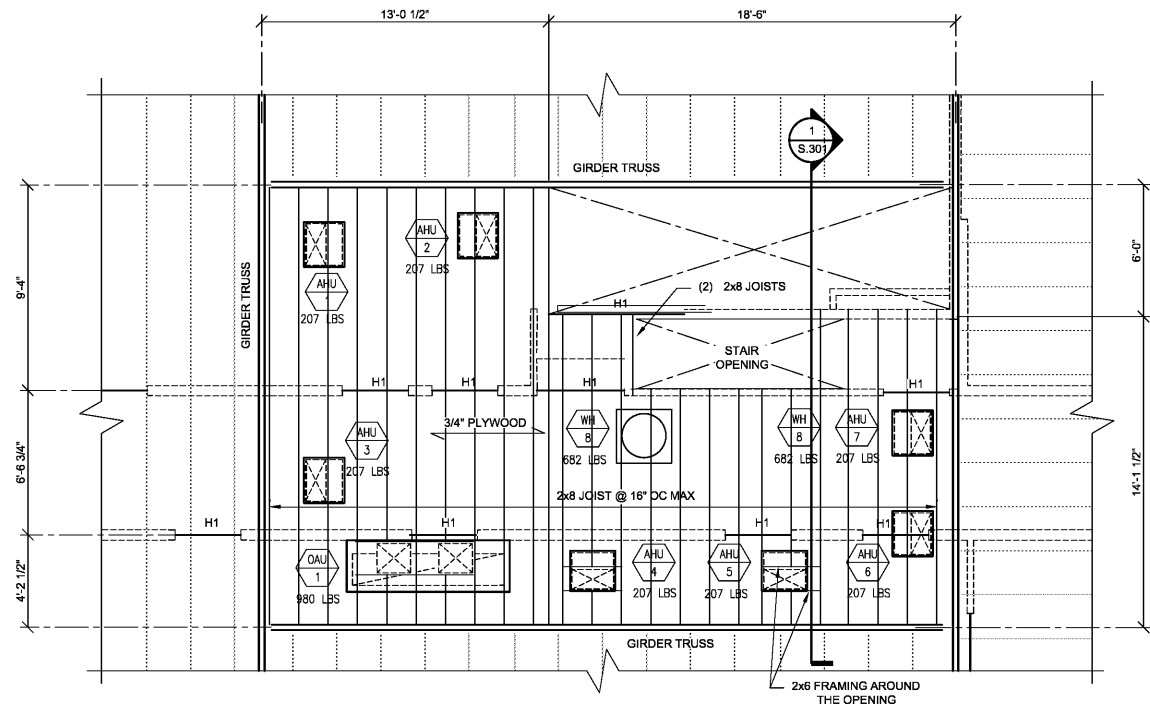 13'-0 1/2"
18'-6"
1
S.301
GIRDER TRUSS
9'-4"
6'-0"
GIRDER TRUSS
AHU
2
207 LBS
AHU
1
207 LBS
(2) 2x8 JOISTS
H1
STAIR
OPENING
H1
H1
H1
H1
3/4" PLYWOOD
AHU
3
207 LBS
WH
8
682 LBS
WH
8
682 LBS
AHU
7
207 LBS
6'-6 3/4"
14'-1 1/2"
2x8 JOIST @ 16" OC MAX
H1
H1
H1
H1
OAU
1
980 LBS
AHU
4
207 LBS
AHU
5
207 LBS
AHU
6
207 LBS
4'-2 1/2"
GIRDER TRUSS
2x6 FRAMING AROUND
THE OPENING